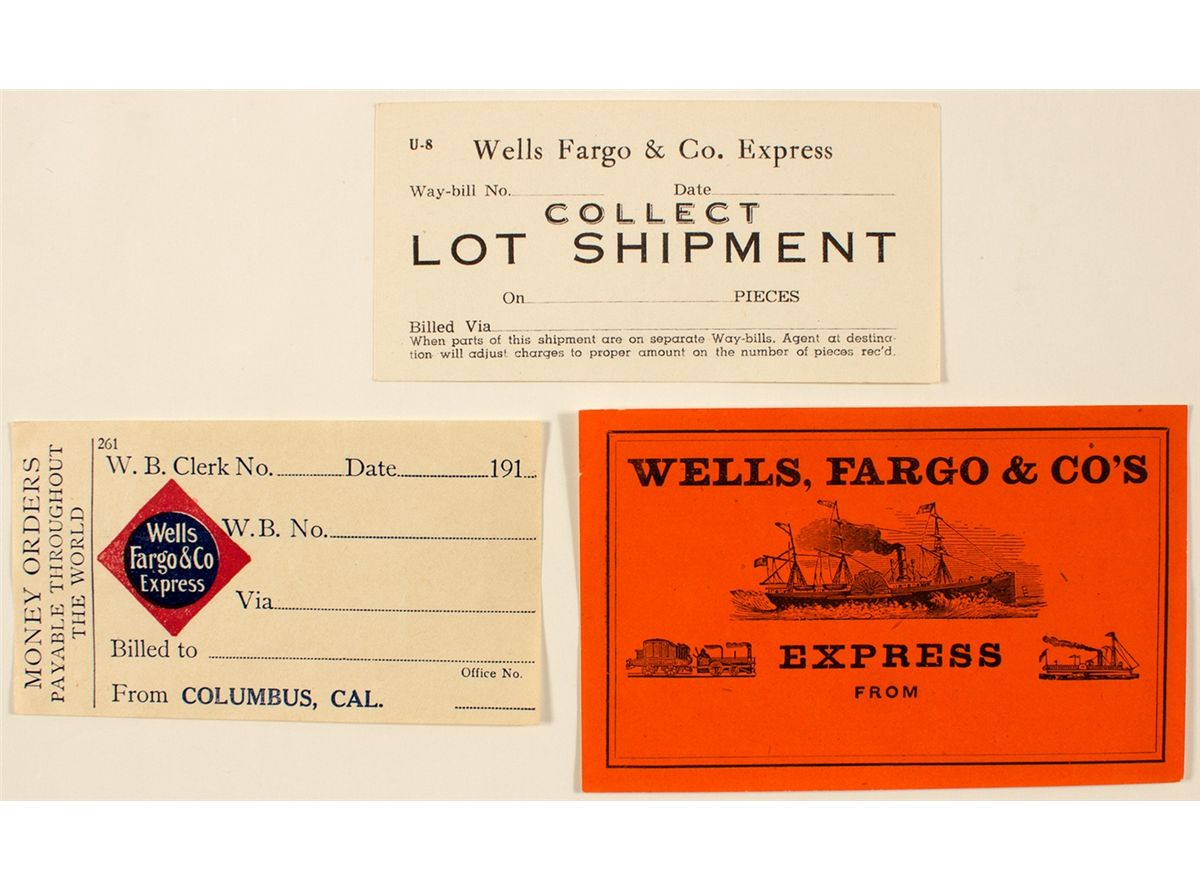 U-8 Wells Fargo & Co. Express
Way-bill No. Date
COLLECT
LOT SHIPMENT
On PIECES
Billed Via
When parts of this shipment are on separate Way-bills. Agent at destina-
tion will adjust charges to proper amount on the number of pieces rec'd.
MONEY ORDERS
PAYABLE THROUGHOUT
THE WORLD
261
W. B. Clerk No. Date 191
Wells
Fargo & Co
Express
W.B. No.
Via
Billed to
Office No.
From COLUMBUS, CAL.
WELLS, FARGO & CO'S
EXPRESS
FROM